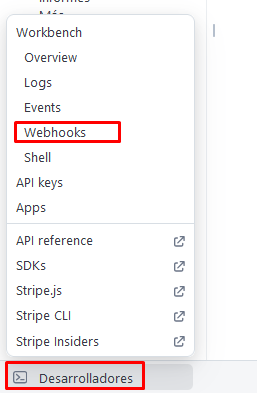 Informes
Más
Workbench
Overview
Logs
Events
Webhooks
Shell
API keys
Apps
API reference
SDKs
Stripe.js
Stripe CLI
Stripe Insiders
Desarrolladores